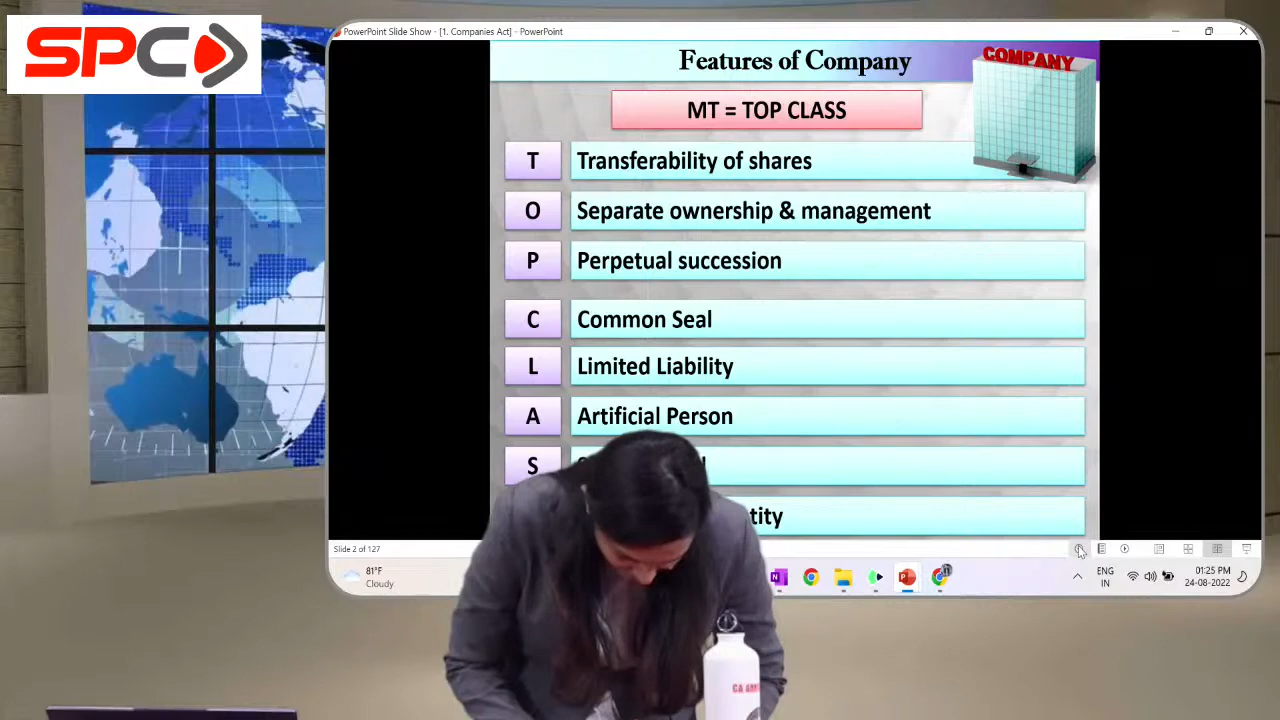 SPC
PowerPoint Slide Show - [1. Companies Act] - PowerPoint
Features of Company
COMPANY
MT = TOP CLASS
T Transferability of shares
O Separate ownership & management
P Perpetual succession
C Common Seal
L Limited Liability
A Artificial Person
S
Slide 2 of 127
81°F
Cloudy
ENG
IN
01:25 PM
24-08-2022
CA